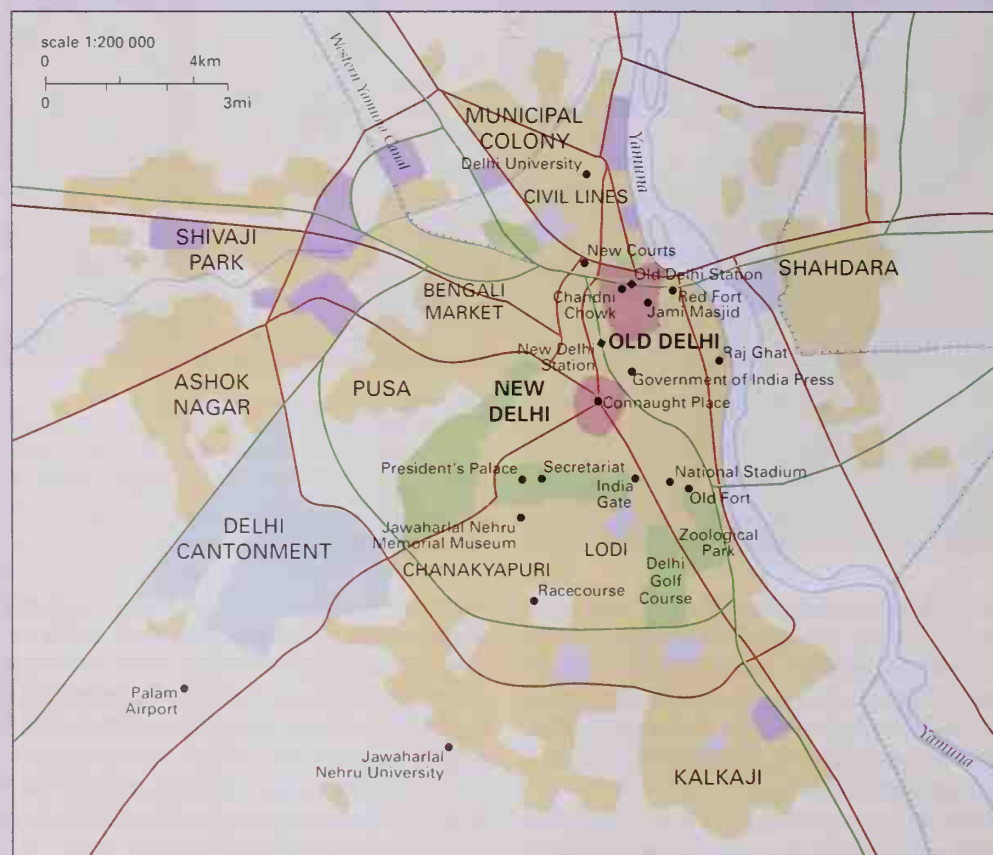 scale 1:200 000
0 4km
0 3mi
Western Yamuna Canal
MUNICIPAL
COLONY
Delhi University
CIVIL LINES
Yamuna
SHIVAJI
PARK
New Courts
Old Delhi Station
SHAHDARA
BENGALI
MARKET
Chandni
Chowk
Red Fort
Jami Masjid
New Delhi
Station
OLD DELHI
Raj Ghat
ASHOK
NAGAR
PUSA
NEW
DELHI
Government of India Press
Connaught Place
President's Palace
Secretariat
India
Gate
National Stadium
Old Fort
DELHI
CANTONMENT
Jawaharlal Nehru
Memorial Museum
LODI
Zoological
Park
CHANAKYAPURI
Delhi
Golf
Course
Racecourse
Palam
Airport
Jawaharlal
Nehru University
KALKAJI
Yamuna